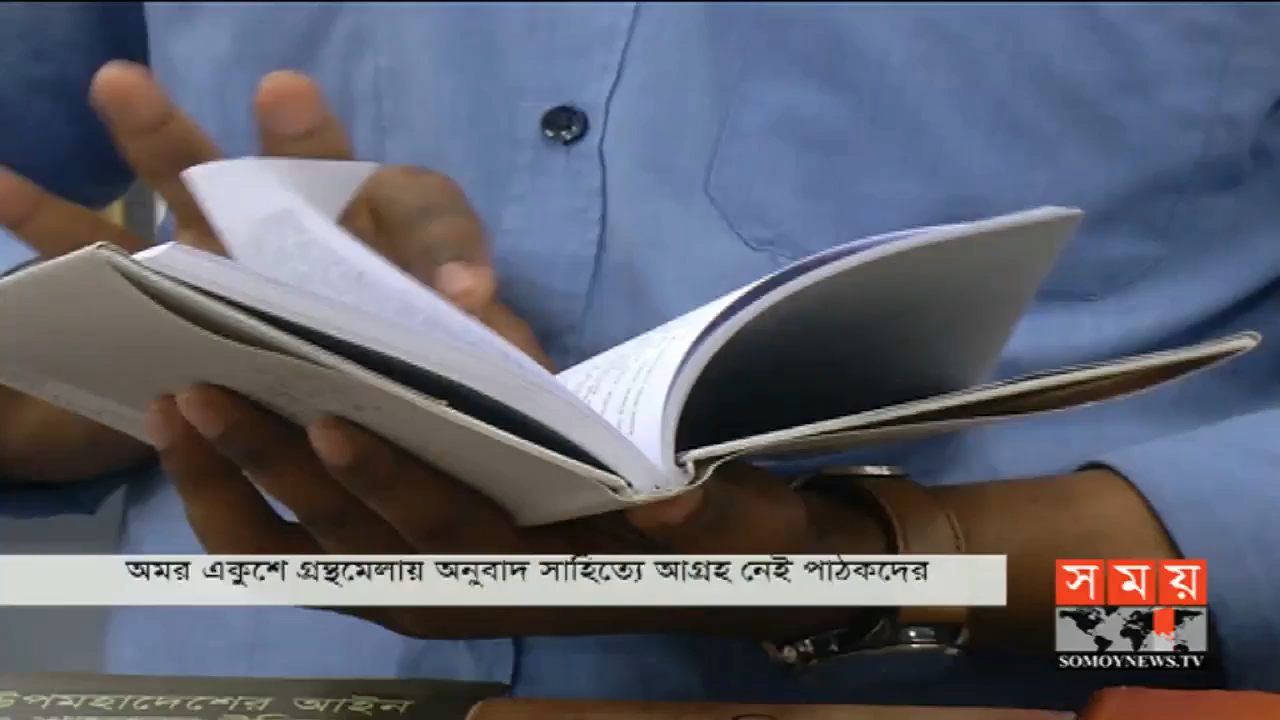 অমর একুশে গ্রন্থমেলায় অনুবাদ সাহিত্যে আগ্রহ নেই পাঠকদের
সময়
SOMOYNEWS.TV
উপমহাদেশের আইন